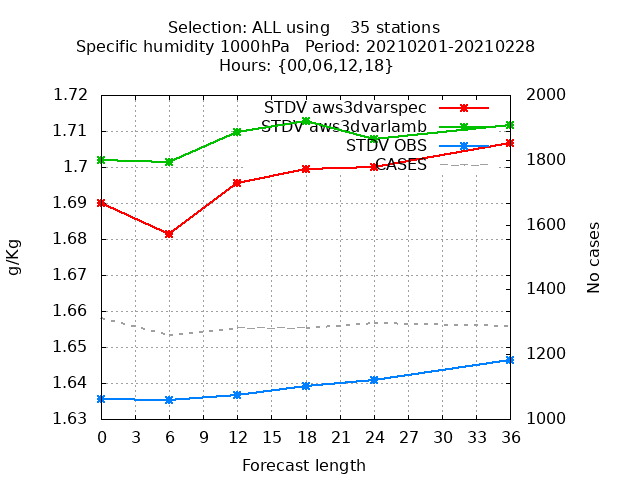 Selection: ALL using    35 stations
Specific humidity 1000hPa   Period: 20210201-20210228
Hours: {00,06,12,18}
STDV aws3dvarspec
STDV aws3dvarlamb
STDV OBS
CASES
1.72
1.71
1.7
1.69
1.68
1.67
1.66
1.65
1.64
1.63
g/Kg
2000
1800
1600
1400
1200
1000
No cases
0 3 6 9 12 15 18 21 24 27 30 33 36
Forecast length